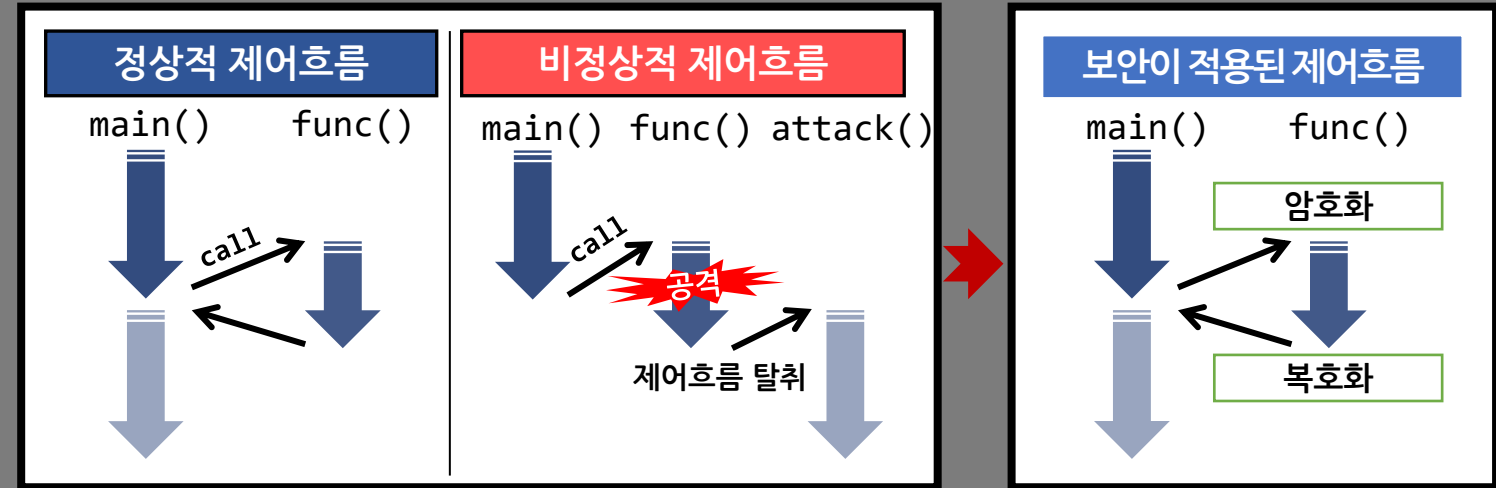 정상적 제어흐름
main() func()
call
비정상적 제어흐름
main() func() attack()
call
공격
제어흐름 탈취
보안이 적용된 제어흐름
main() func()
암호화
복호화